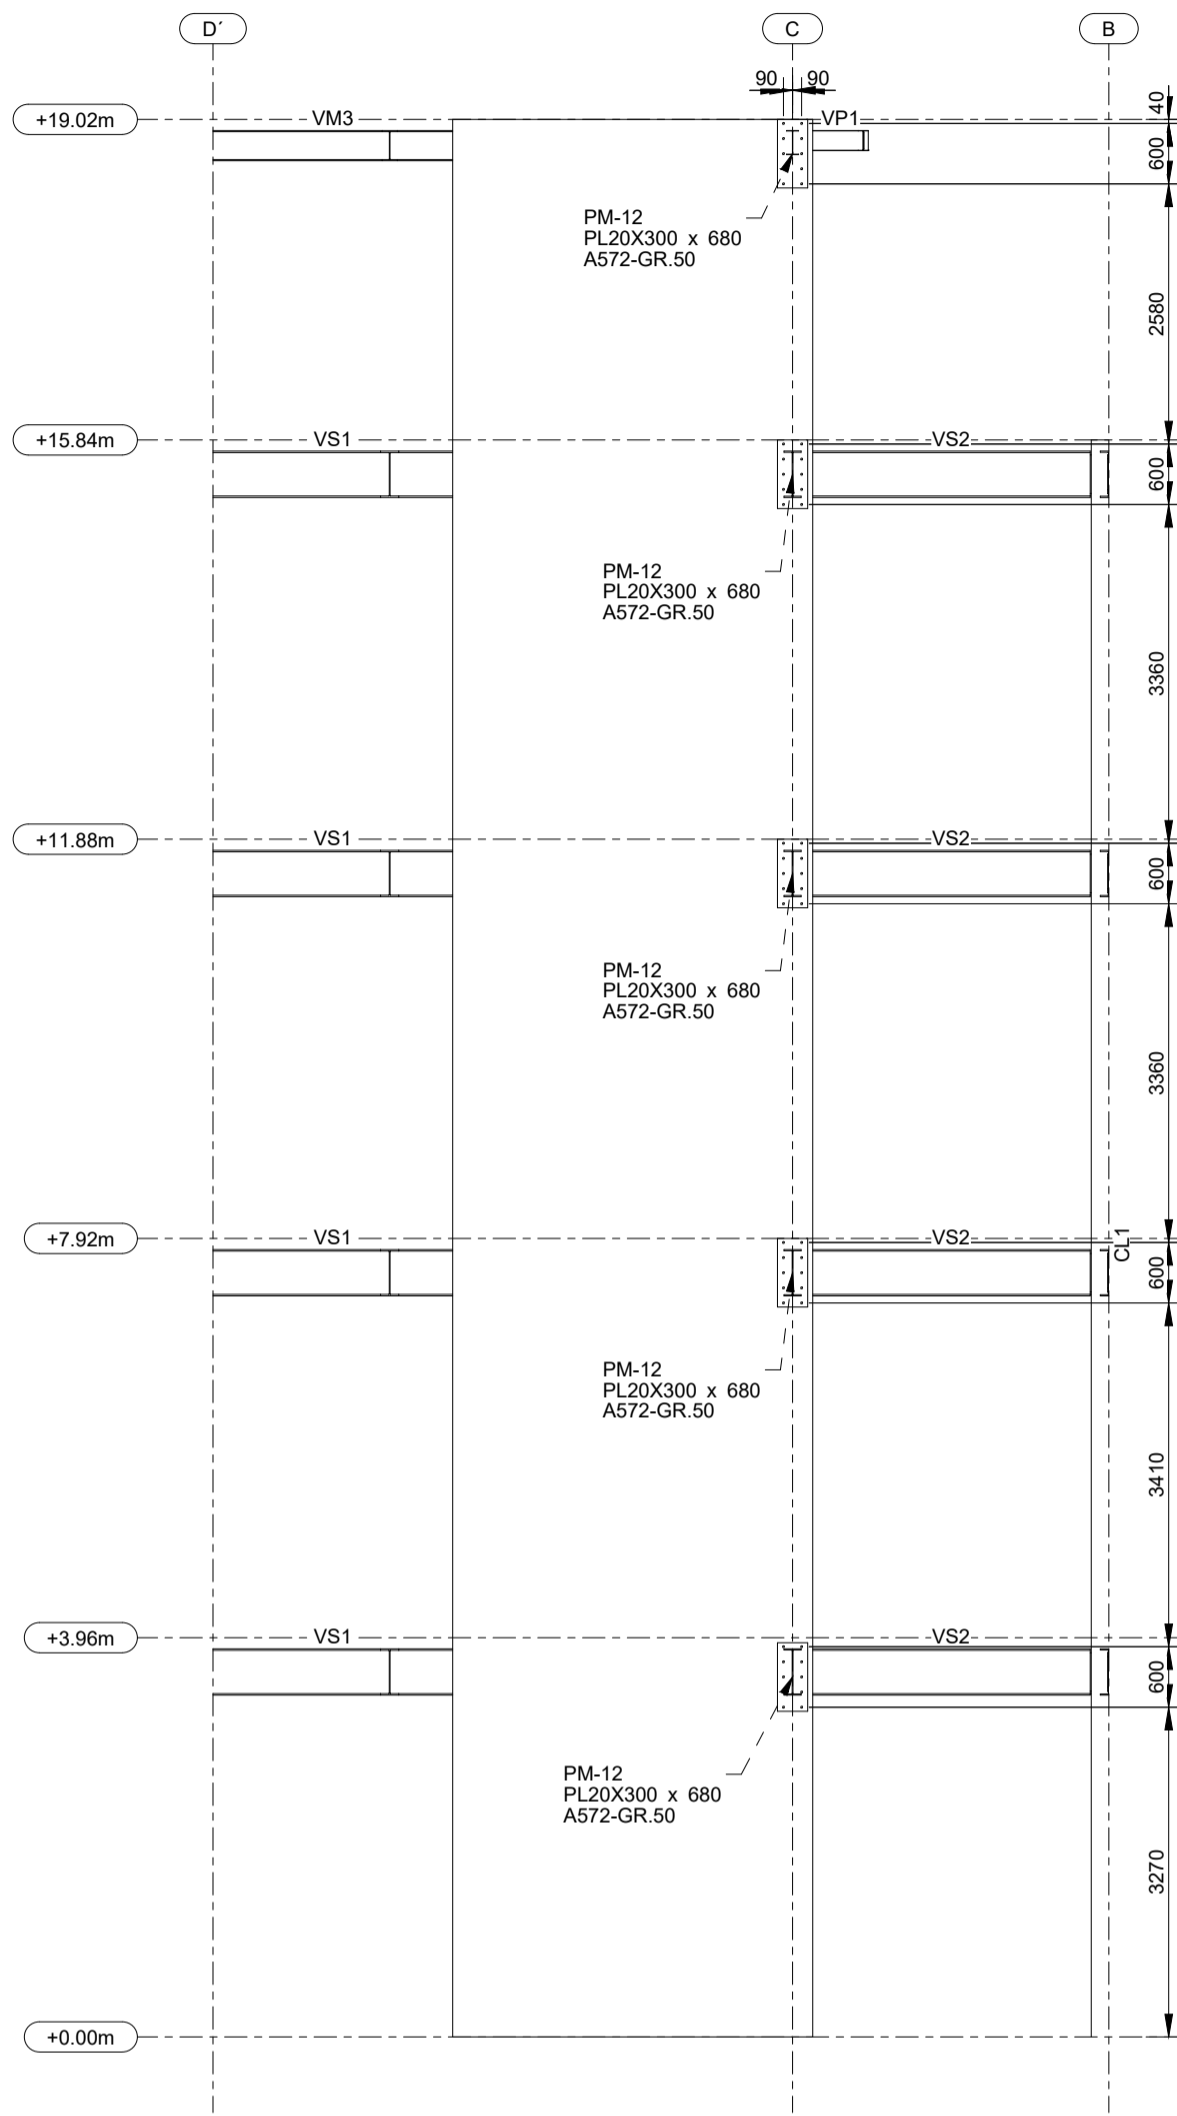 D´
C
B
90 90
40
+19.02m
VM3
VP1
600
PM-12
PL20X300 x 680
A572-GR.50
2580
+15.84m
VS1
VS2
600
PM-12
PL20X300 x 680
A572-GR.50
3360
+11.88m
VS1
VS2
600
PM-12
PL20X300 x 680
A572-GR.50
3360
+7.92m
VS1
VS2
CL1
600
PM-12
PL20X300 x 680
A572-GR.50
3410
+3.96m
VS1
VS2
600
PM-12
PL20X300 x 680
A572-GR.50
3270
+0.00m